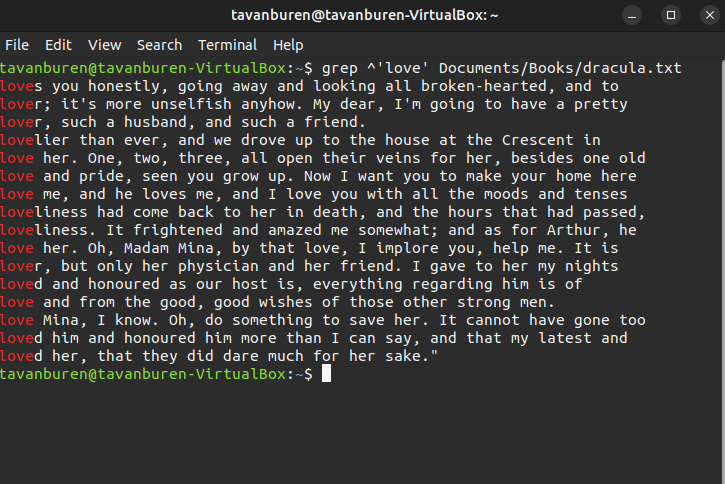 tavanburen@tavanburen-VirtualBox: ~
File Edit View Search Terminal Help
tavanburen@tavanburen-VirtualBox:~$ grep ^'love' Documents/Books/dracula.txt
loves you honestly, going away and looking all broken-hearted, and to
lover; it's more unselfish anyhow. My dear, I'm going to have a pretty
lover, such a husband, and such a friend.
lovelier than ever, and we drove up to the house at the Crescent in
love her. One, two, three, all open their veins for her, besides one old
love and pride, seen you grow up. Now I want you to make your home here
love me, and he loves me, and I love you with all the moods and tenses
loveliness had come back to her in death, and the hours that had passed,
loveliness. It frightened and amazed me somewhat; and as for Arthur, he
love her. Oh, Madam Mina, by that love, I implore you, help me. It is
lover, but only her physician and her friend. I gave to her my nights
loved and honoured as our host is, everything regarding him is of
love and from the good, good wishes of those other strong men.
love Mina, I know. Oh, do something to save her. It cannot have gone too
loved him and honoured him more than I can say, and that my latest and
loved her, that they did dare much for her sake."
tavanburen@tavanburen-VirtualBox:~$